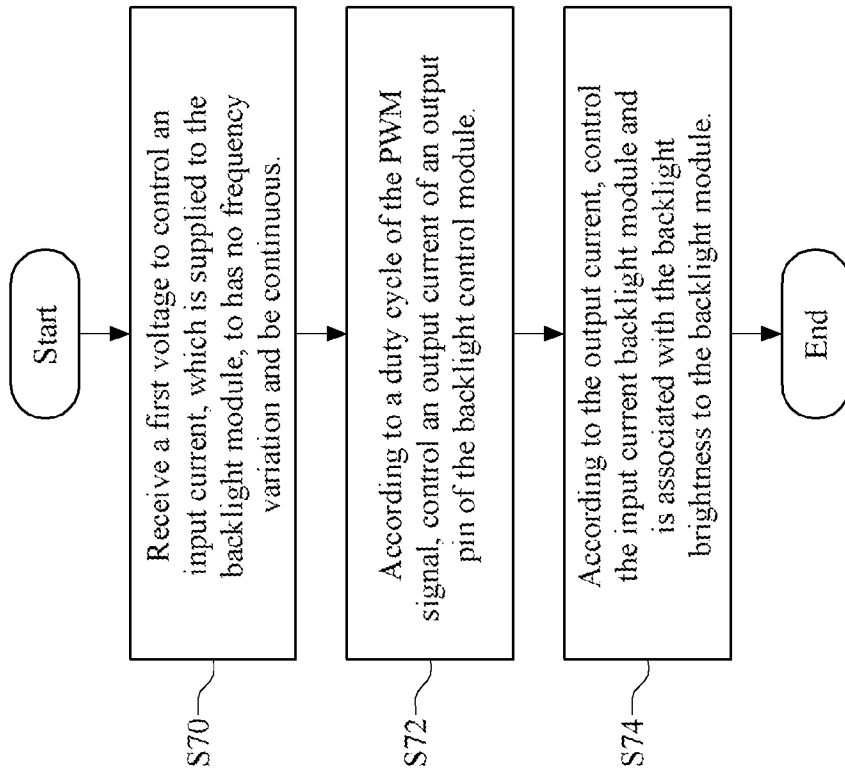 Start
S70
Receive a first voltage to control an
input current, which is supplied to the
backlight module, to has no frequency
variation and be continuous.
S72
According to a duty cycle of the PWM
signal, control an output current of an output
pin of the backlight control module.
S74
According to the output current, control
the input current backlight module and
is associated with the backlight
brightness to the backlight module.
End